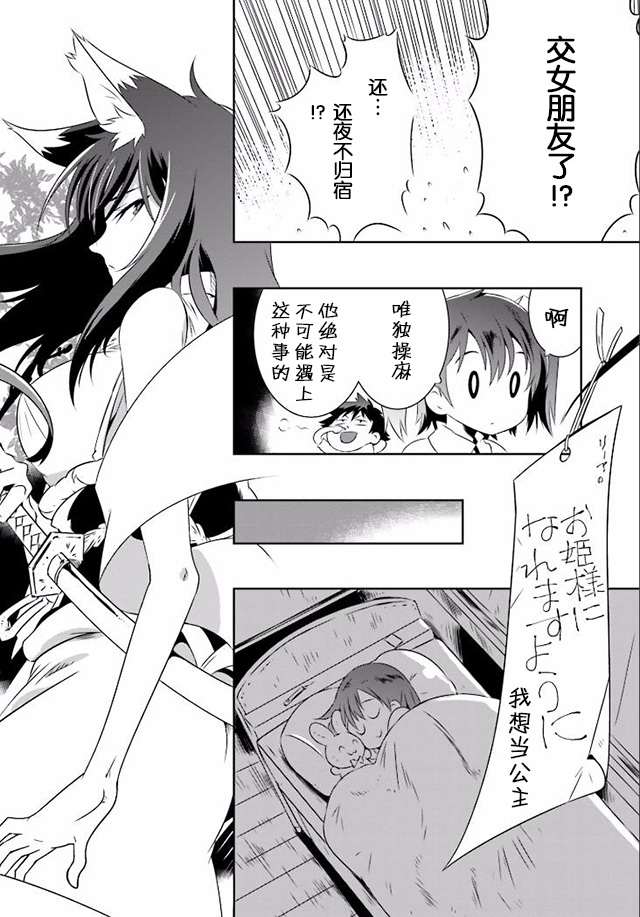 交女朋友了!?
还…
还夜不归宿
!?
啊
唯独操麻
他绝对是
不可能遇上
这种事的
リーマ。
お姫様に
なれますように
我想当公主